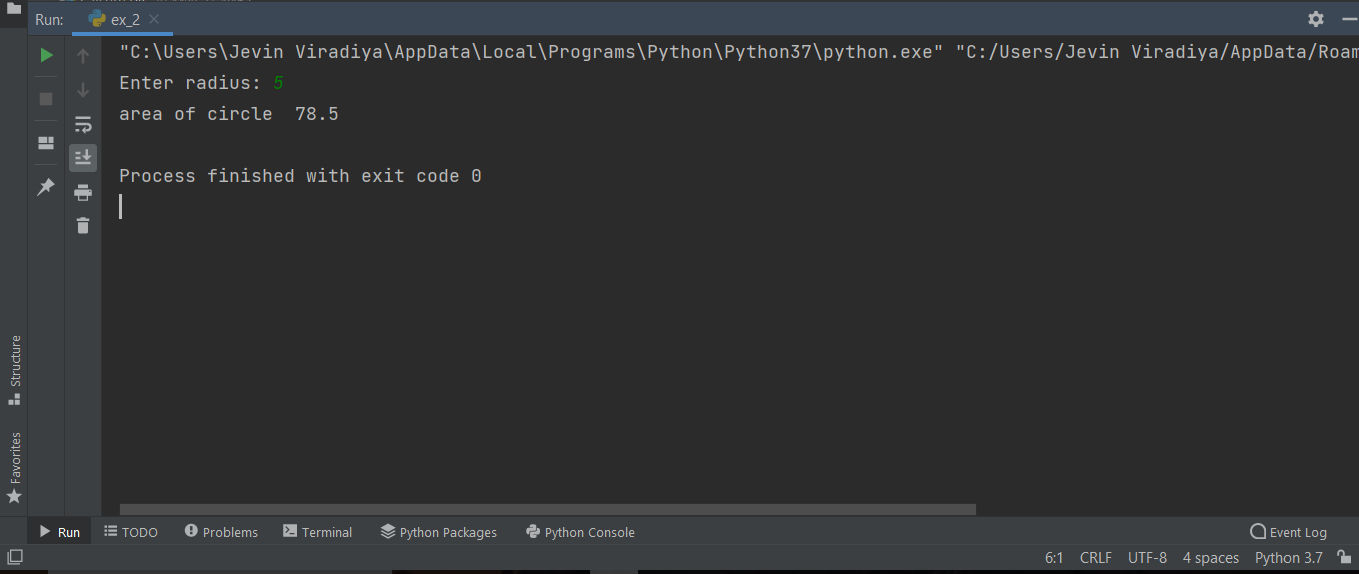 Run: ex_2
"C:\Users\Jevin Viradiya\AppData\Local\Programs\Python\Python37\python.exe" "C:/Users/Jevin Viradiya/AppData/Roam
Enter radius: 5
area of circle  78.5
Process finished with exit code 0
Structure
Favorites
Run TODO Problems Terminal Python Packages Python Console Event Log
6:1 CRLF UTF-8 4 spaces Python 3.7